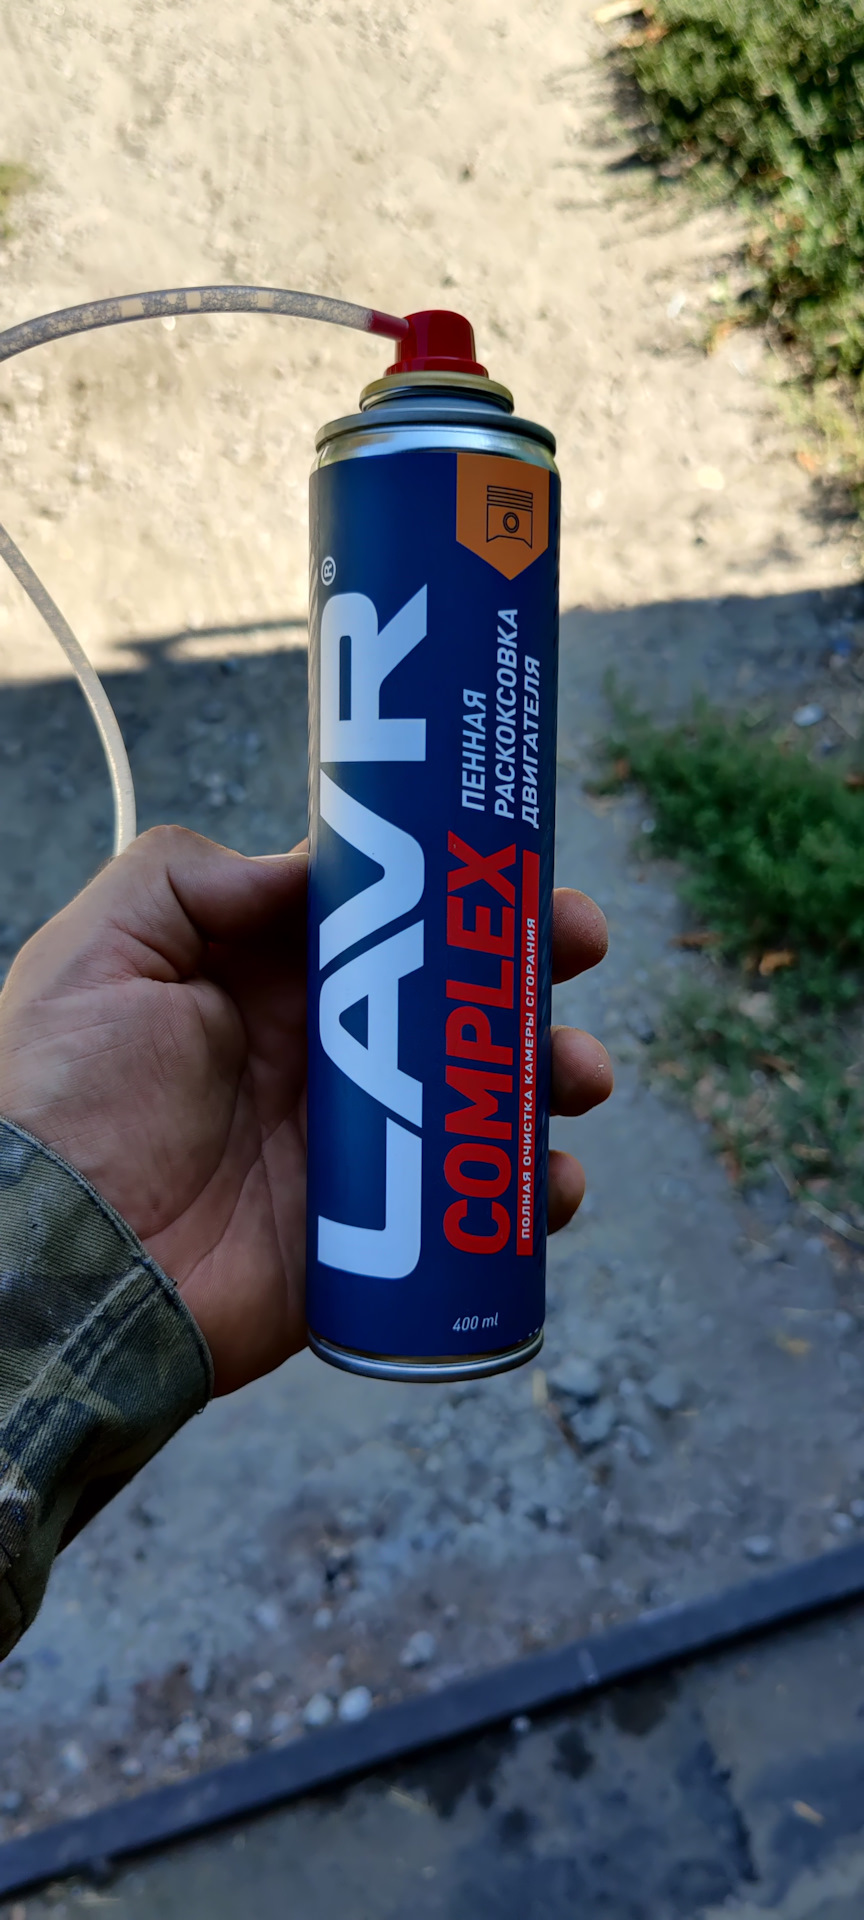 LAVR®
COMPLEX
ПЕННАЯ
РАСКОКСОВКА
ДВИГАТЕЛЯ
ПОЛНАЯ ОЧИСТКА КАМЕРЫ СГОРАНИЯ
400 ml